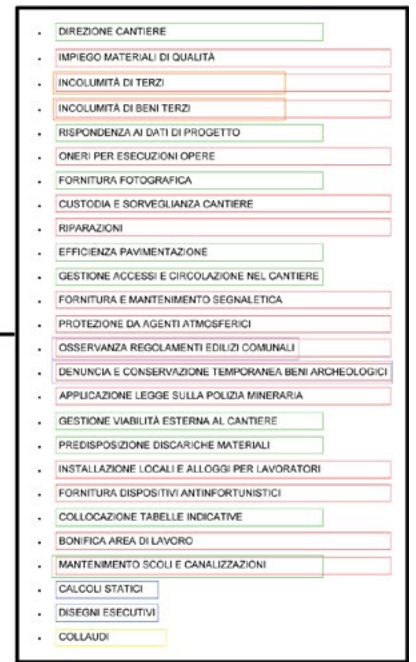 DIREZIONE CANTIERE
IMPIEGO MATERIALI DI QUALITÀ
INCOLUMITÀ DI TERZI
INCOLUMITÀ DI BENI TERZI
RISPONDENZA AI DATI DI PROGETTO
ONERI PER ESECUZIONI OPERE
FORNITURA FOTOGRAFICA
CUSTODIA E SORVEGLIANZA CANTIERE
RIPARAZIONI
EFFICIENZA PAVIMENTAZIONE
GESTIONE ACCESSI E CIRCOLAZIONE NEL CANTIERE
FORNITURA E MANTENIMENTO SEGNALETICA
PROTEZIONE DA AGENTI ATMOSFERICI
OSSERVANZA REGOLAMENTI EDILIZI COMUNALI
DENUNCIA E CONSERVAZIONE TEMPORANEA BENI ARCHEOLOGICI
APPLICAZIONE LEGGE SULLA POLIZIA MINERARIA
GESTIONE VIABILITÀ ESTERNA AL CANTIERE
PREDISPOSIZIONE DISCARICHE MATERIALI
INSTALLAZIONE LOCALI E ALLOGGI PER LAVORATORI
FORNITURA DISPOSITIVI ANTINFORTUNISTICI
COLLOCAZIONE TABELLE INDICATIVE
BONIFICA AREA DI LAVORO
MANTENIMENTO SCOLI E CANALIZZAZIONI
CALCOLI STATICI
DISEGNI ESECUTIVI
COLLAUDI